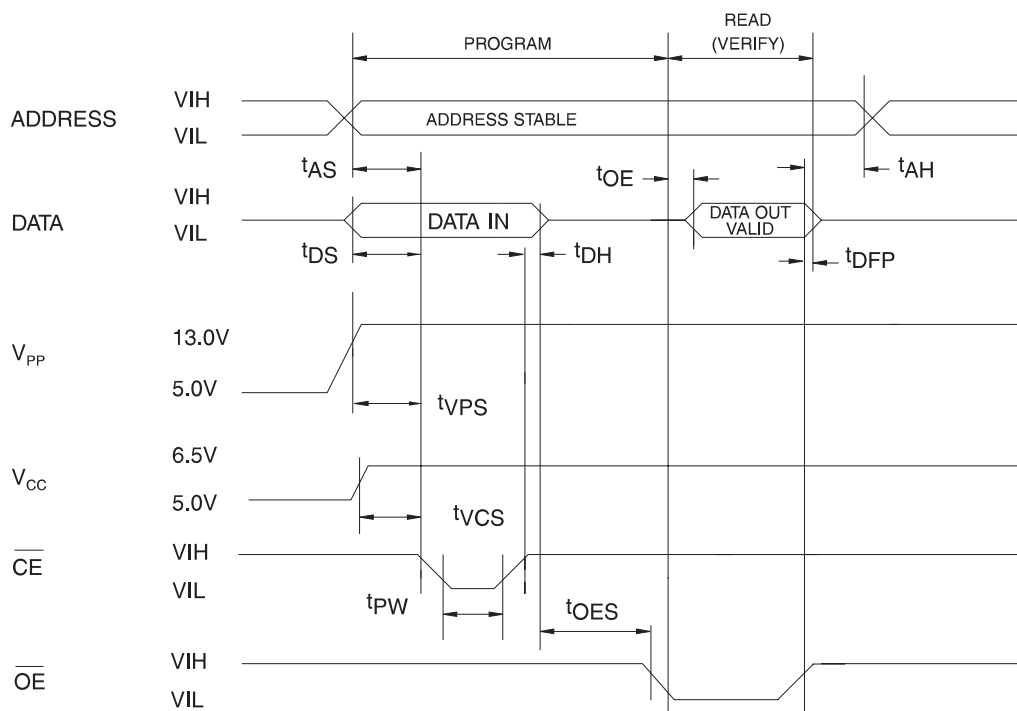 READ
(VERIFY)
PROGRAM
ADDRESS
VIH
VIL
ADDRESS STABLE
tAS
tOE
tAH
DATA
VIH
VIL
DATA IN
DATA OUT
VALID
tDS
tDH
tDFP
VPP
13.0V
5.0V
tVPS
VCC
6.5V
5.0V
tVCS
CE
VIH
VIL
tPW
tOES
OE
VIH
VIL